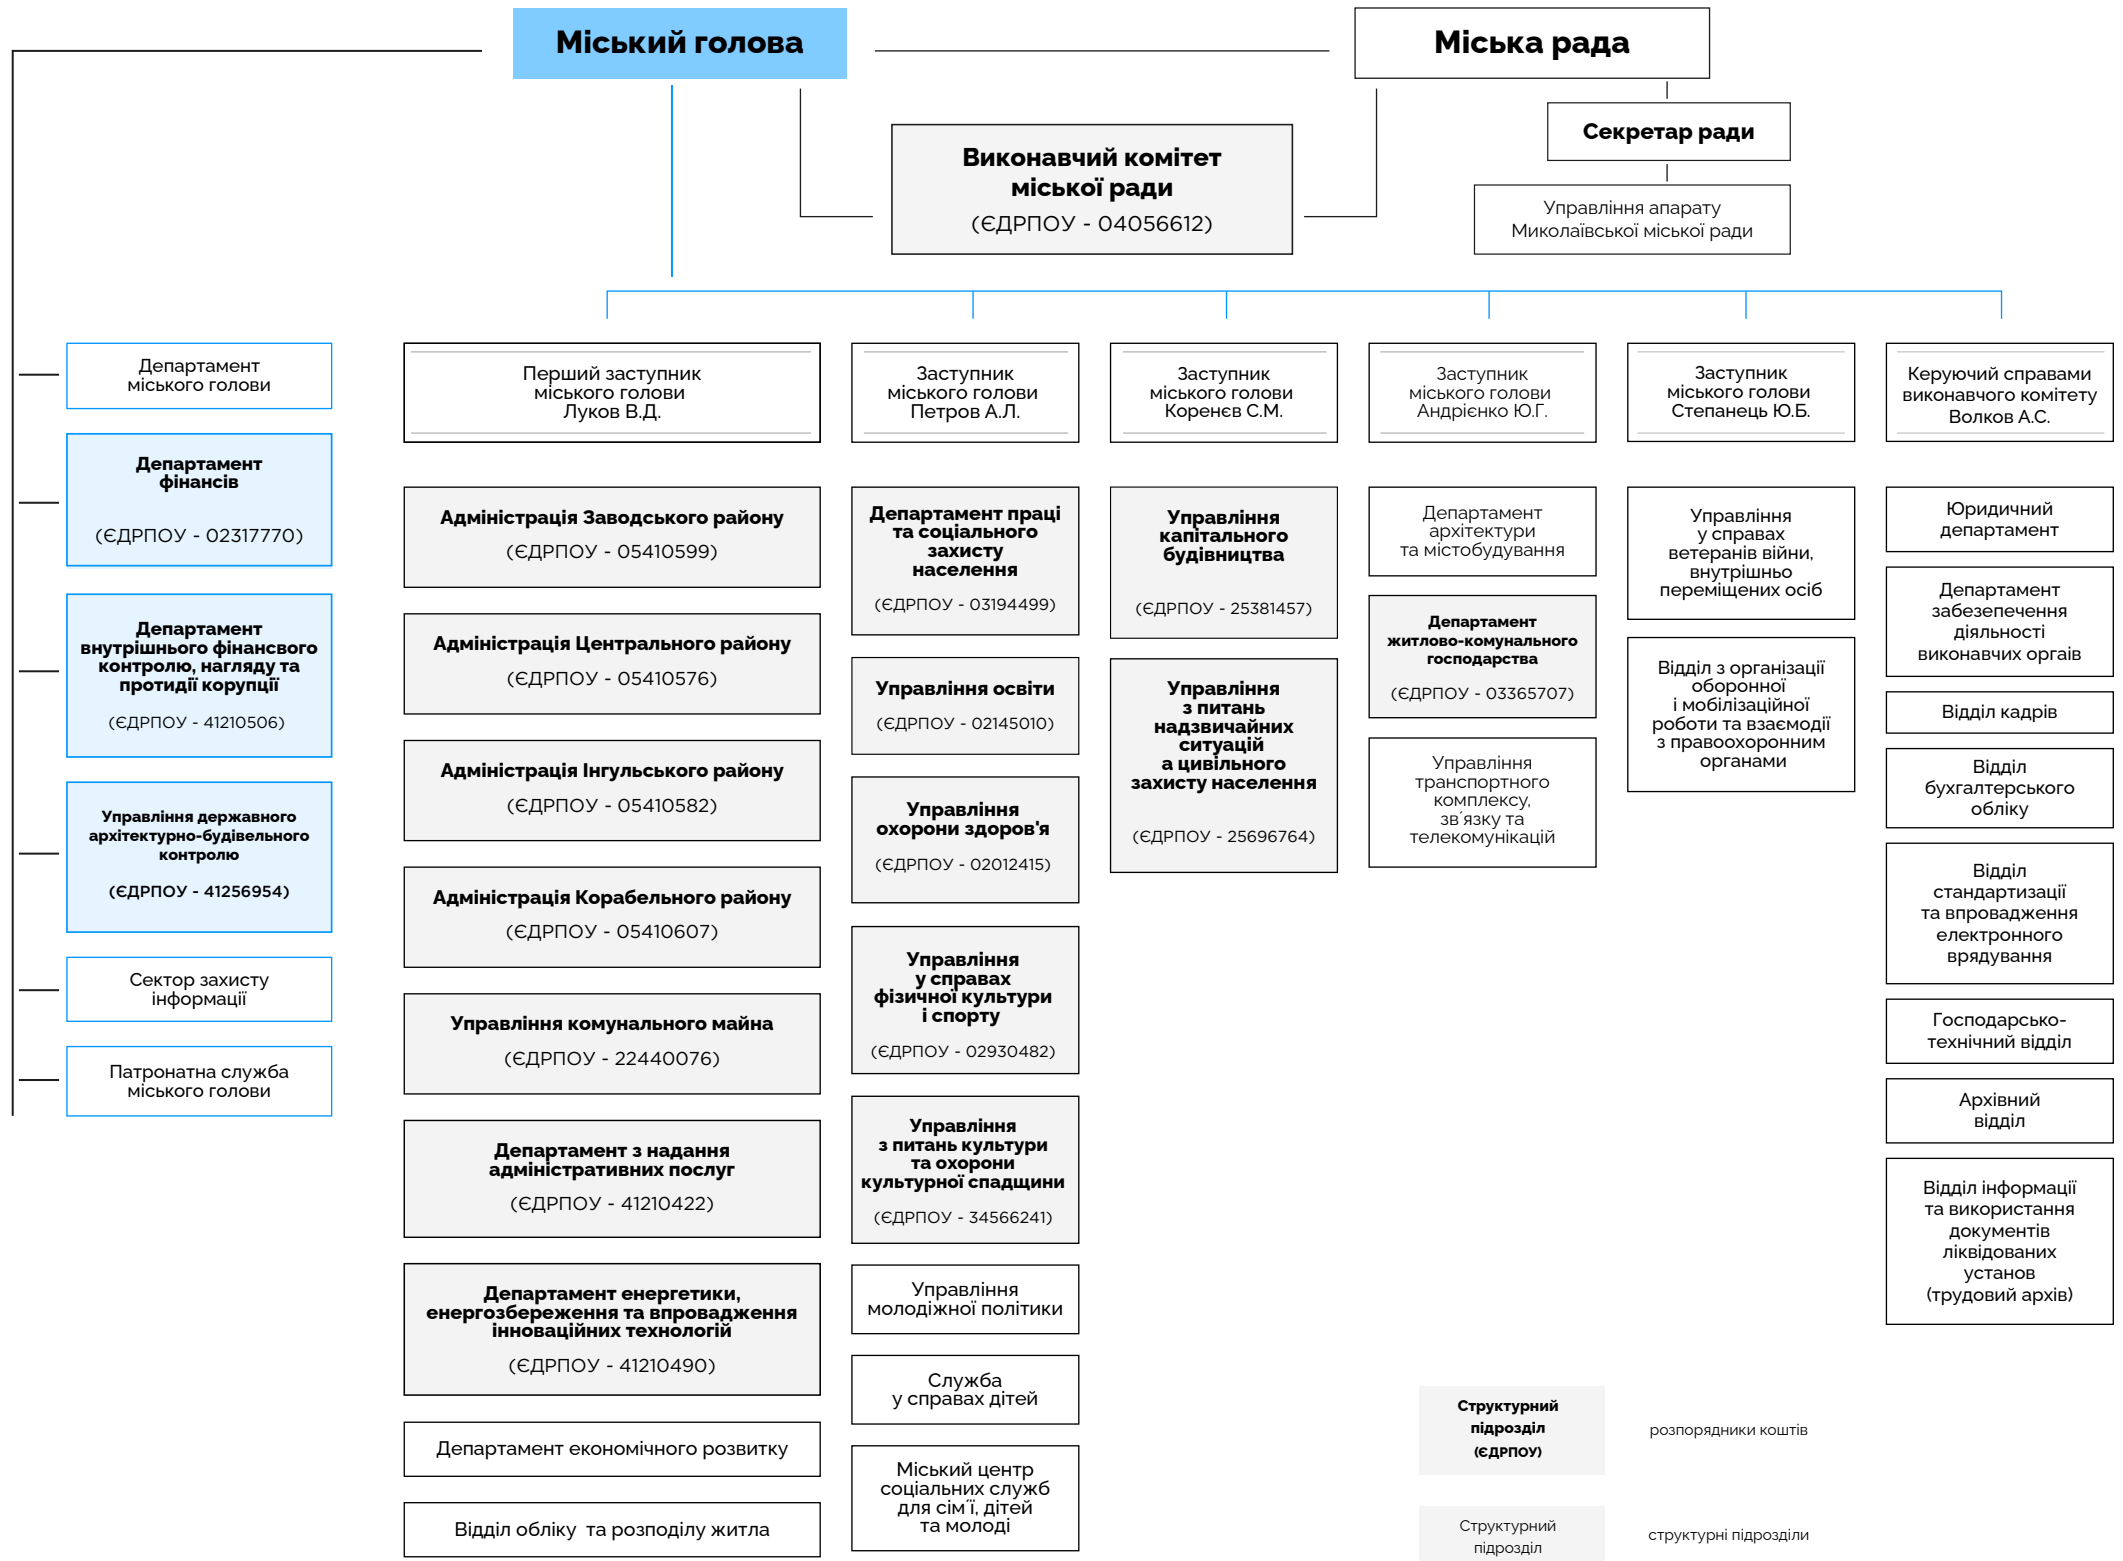 Міський голова
Міська рада
Секретар ради
Управління апарату
Миколаївської міської ради
Виконавчий комітет
міської ради
(ЄДРПОУ - 04056612)
Департамент
міського голови
Департамент
фінансів
(ЄДРПОУ - 02317770)
Департамент
внутрішнього фінансвого
контролю, нагляду та
протидії корупції
(ЄДРПОУ - 41210506)
Управління державного
архітектурно-будівельного
контролю
(ЄДРПОУ - 41256954)
Сектор захисту
інформації
Патронатна служба
міського голови
Перший заступник
міського голови
Луков В.Д.
Адміністрація Заводського району
(ЄДРПОУ - 05410599)
Адміністрація Центрального району
(ЄДРПОУ - 05410576)
Адміністрація Інгульського району
(ЄДРПОУ - 05410582)
Адміністрація Корабельного району
(ЄДРПОУ - 05410607)
Управління комунального майна
(ЄДРПОУ - 22440076)
Департамент з надання
адміністративних послуг
(ЄДРПОУ - 41210422)
Департамент енергетики,
енергозбереження та впровадження
інноваційних технологій
(ЄДРПОУ - 41210490)
Департамент економічного розвитку
Відділ обліку та розподілу житла
Заступник
міського голови
Петров А.Л.
Департамент праці
та соціального
захисту
населення
(ЄДРПОУ - 03194499)
Управління освіти
(ЄДРПОУ - 02145010)
Управління
охорони здоров'я
(ЄДРПОУ - 02012415)
Управління
у справах
фізичної культури
і спорту
(ЄДРПОУ - 02930482)
Управління
з питань культури
та охорони
культурної спадщини
(ЄДРПОУ - 34566241)
Управління
молодіжної політики
Служба
у справах дітей
Міський центр
соціальних служб
для сім´ї, дітей
та молоді
Заступник
міського голови
Коренєв С.М.
Управління
капітального
будівництва
(ЄДРПОУ - 25381457)
Управління
з питань
надзвичайних
ситуацій
а цивільного
захисту населення
(ЄДРПОУ - 25696764)
Заступник
міського голови
Андрієнко Ю.Г.
Департамент
архітектури
та містобудування
Департамент
житлово-комунального
господарства
(ЄДРПОУ - 03365707)
Управління
транспортного
комплексу,
зв´язку та
телекомунікацій
Заступник
міського голови
Степанець Ю.Б.
Управління
у справах
ветеранів війни,
внутрішньо
переміщених осіб
Відділ з організації
оборонної
і мобілізаційної
роботи та взаємодії
з правоохоронним
органами
Керуючий справами
виконавчого комітету
Волков А.С.
Юридичний
департамент
Департамент
забезепечення
діяльності
виконавчих оргаів
Відділ кадрів
Відділ
бухгалтерського
обліку
Відділ
стандартизації
та впровадження
електронного
врядування
Господарсько-
технічний відділ
Архівний
відділ
Відділ інформації
та використання
документів
ліквідованих
установ
(трудовий архів)
Структурний
підрозділ
(ЄДРПОУ)
розпорядники коштів
Структурний
підрозділ
структурні підрозділи